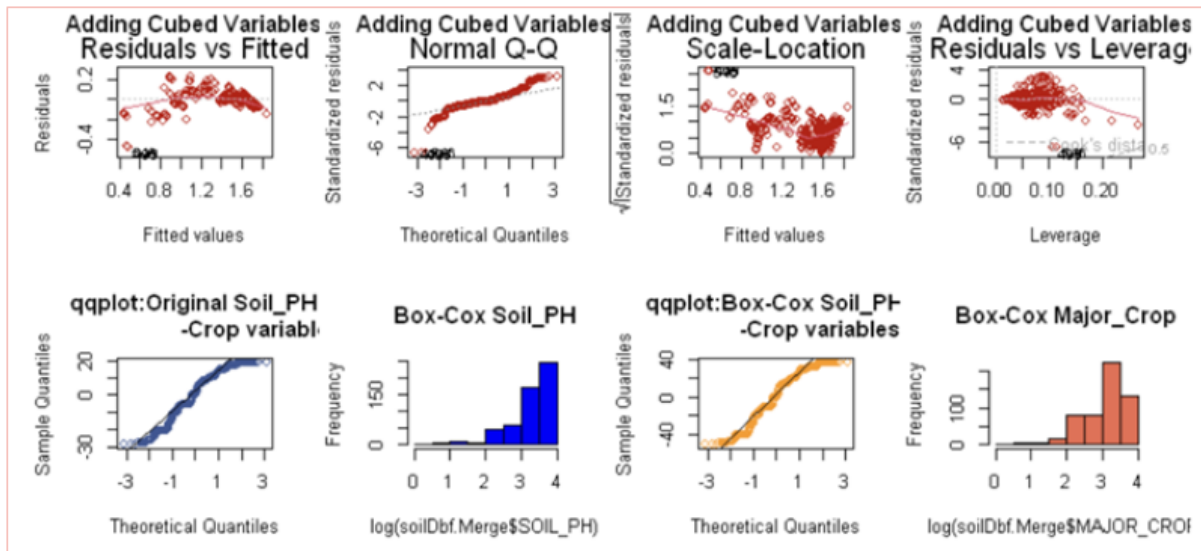 Adding Cubed Variables
Residuals vs Fitted
Residuals
0.2
-0.4
0.4 0.8 1.2 1.6
Fitted values
Adding Cubed Variables
Normal Q-Q
Standardized residuals
2
-2
-6
-3 -1 1 3
Theoretical Quantiles
Adding Cubed Variables
Scale-Location
√|Standardized residuals|
1.5
0.0
0.4 0.8 1.2 1.6
Fitted values
Adding Cubed Variables
Residuals vs Leverag
Standardized residuals
4
0
-6
Cook's dista
0.5
0.00 0.10 0.20
Leverage
qqplot:Original Soil_PH
-Crop variabl
Sample Quantiles
20
0
-30
-3 -1 1 3
Theoretical Quantiles
Box-Cox Soil_PH
Frequency
150
0
0 1 2 3 4
log(soilDbf.Merge$SOIL_PH)
qqplot:Box-Cox Soil_PH
-Crop variables
Sample Quantiles
40
0
-40
-3 -1 1 3
Theoretical Quantiles
Box-Cox Major_Crop
Frequency
100
0
0 1 2 3 4
log(soilDbf.Merge$MAJOR_CROP